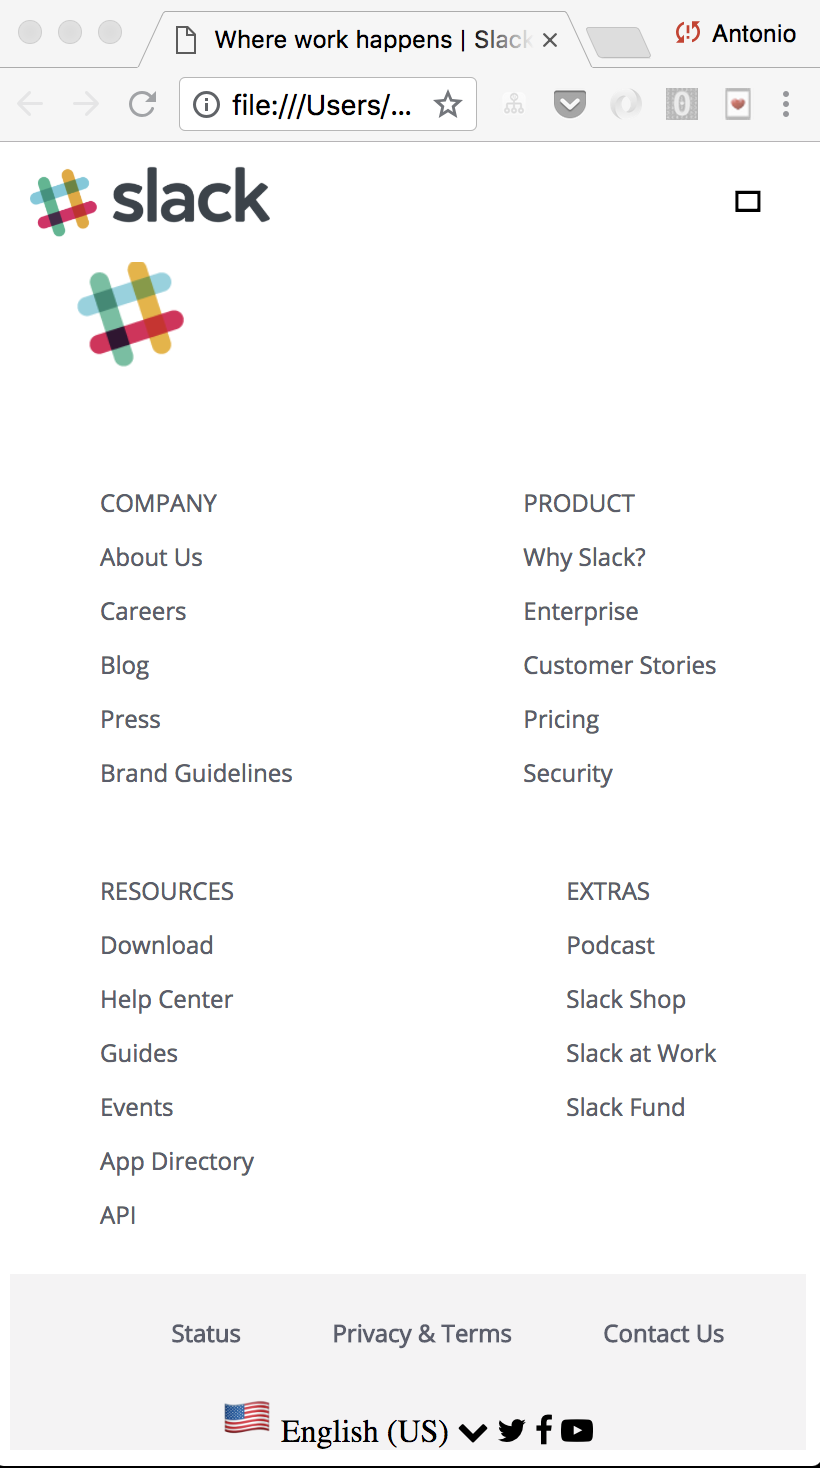 Where work happens | Slack
Antonio
file:///Users/...
slack
COMPANY
About Us
Careers
Blog
Press
Brand Guidelines
PRODUCT
Why Slack?
Enterprise
Customer Stories
Pricing
Security
RESOURCES
Download
Help Center
Guides
Events
App Directory
API
EXTRAS
Podcast
Slack Shop
Slack at Work
Slack Fund
Status Privacy & Terms Contact Us
English (US)